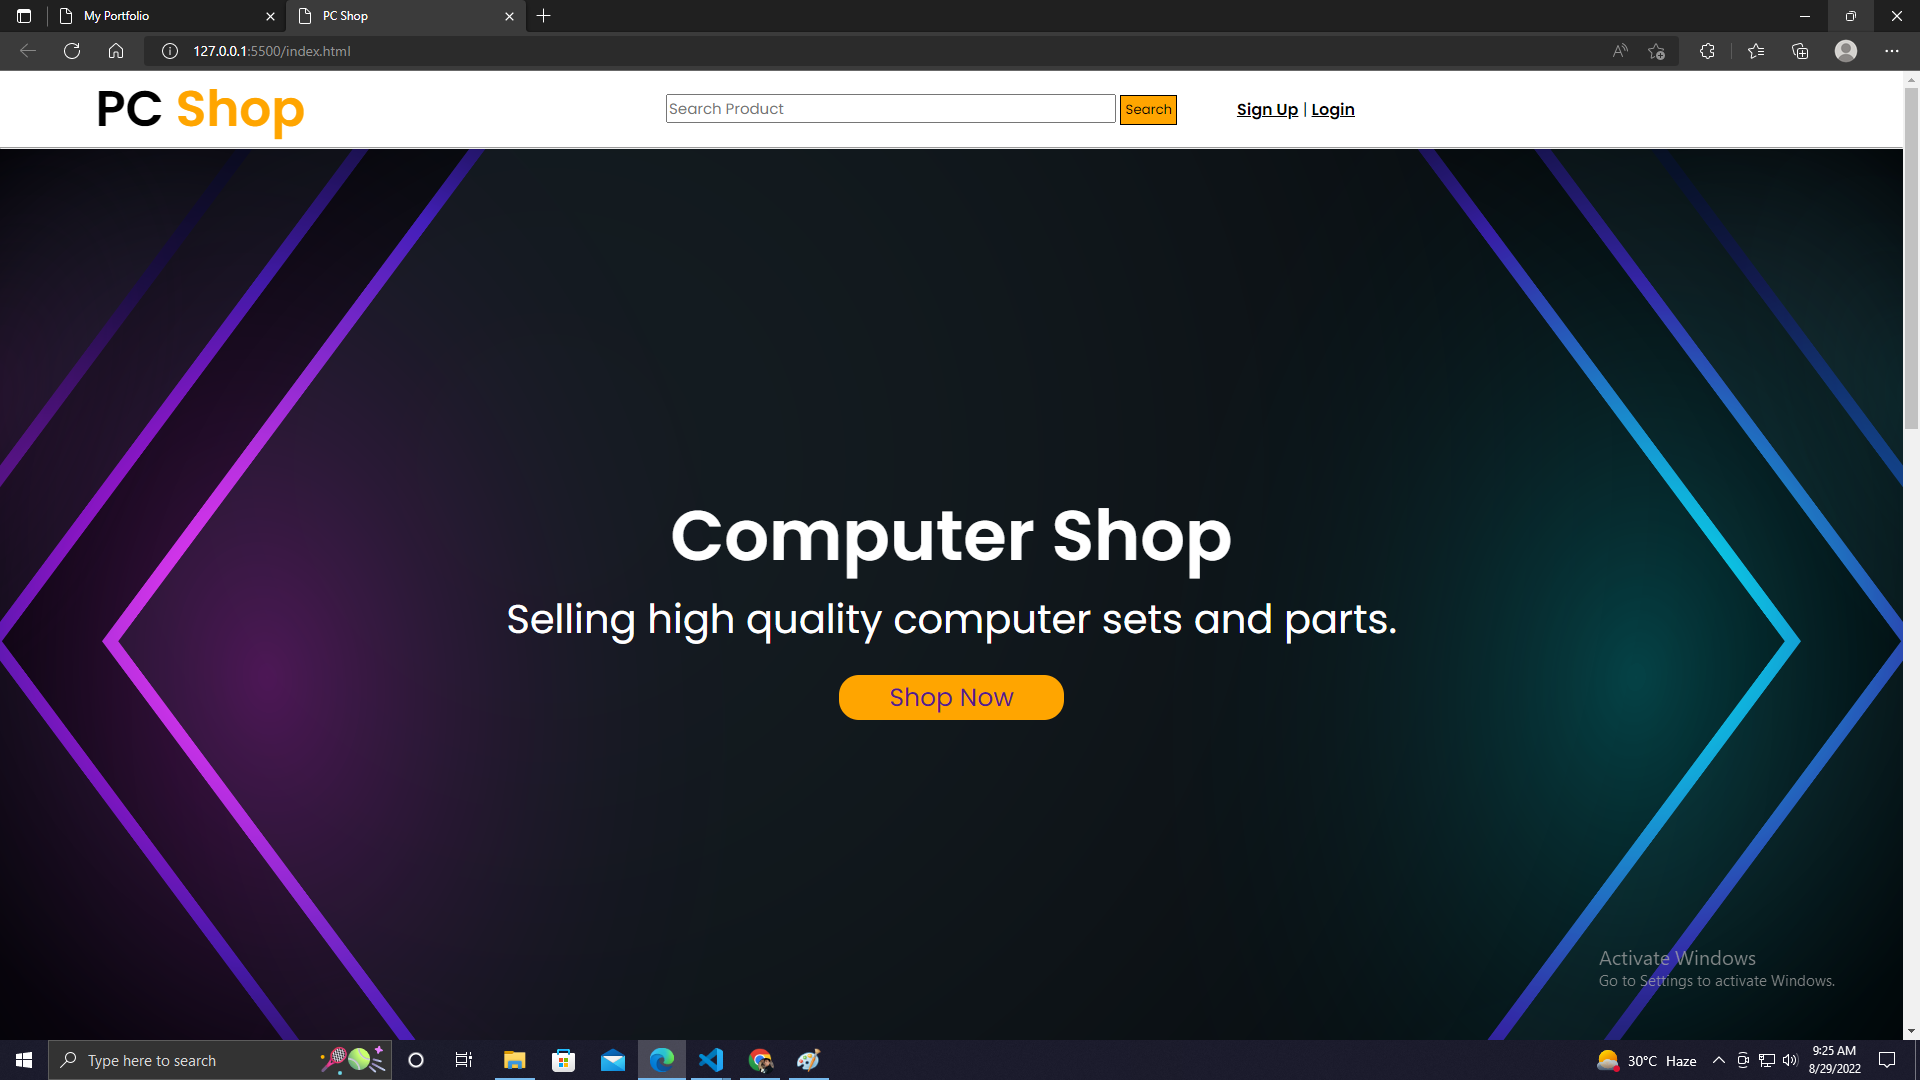 My Portfolio
PC Shop
127.0.0.1:5500/index.html
PC Shop
Search Product
Search
Sign Up | Login
Computer Shop
Selling high quality computer sets and parts.
Shop Now
Activate Windows
Go to Settings to activate Windows.
Type here to search
30°C Haze
9:25 AM
8/29/2022